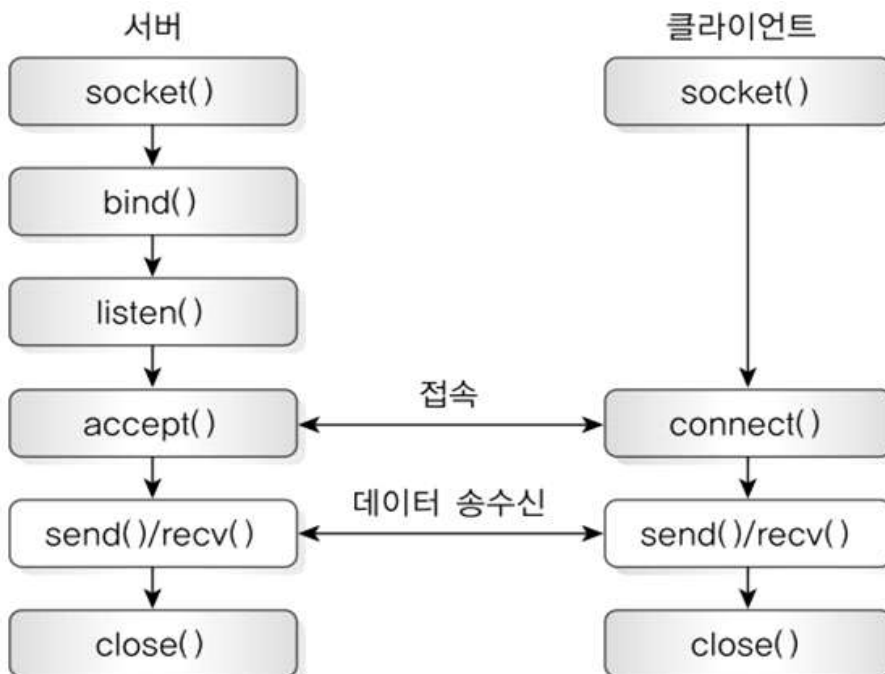 서버
클라이언트
socket()
socket()
bind()
listen()
접속
accept()
connect()
데이터 송수신
send()/recv()
send()/recv()
close()
close()